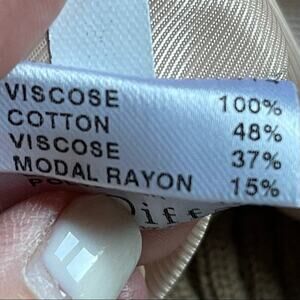 VISCOSE 100%
COTTON 48%
VISCOSE 37%
MODAL RAYON 15%